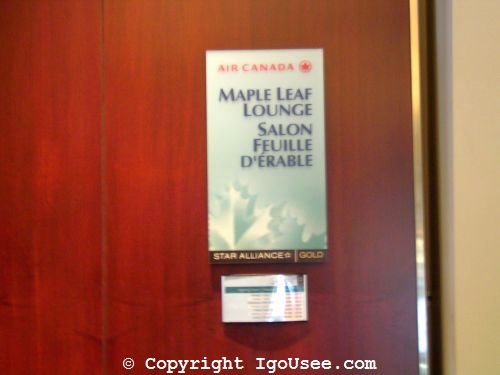 AIR CANADA
MAPLE LEAF
LOUNGE
SALON
FEUILLE
D'ÉRABLE
STAR ALLIANCE GOLD
© Copyright IgoUsee.com